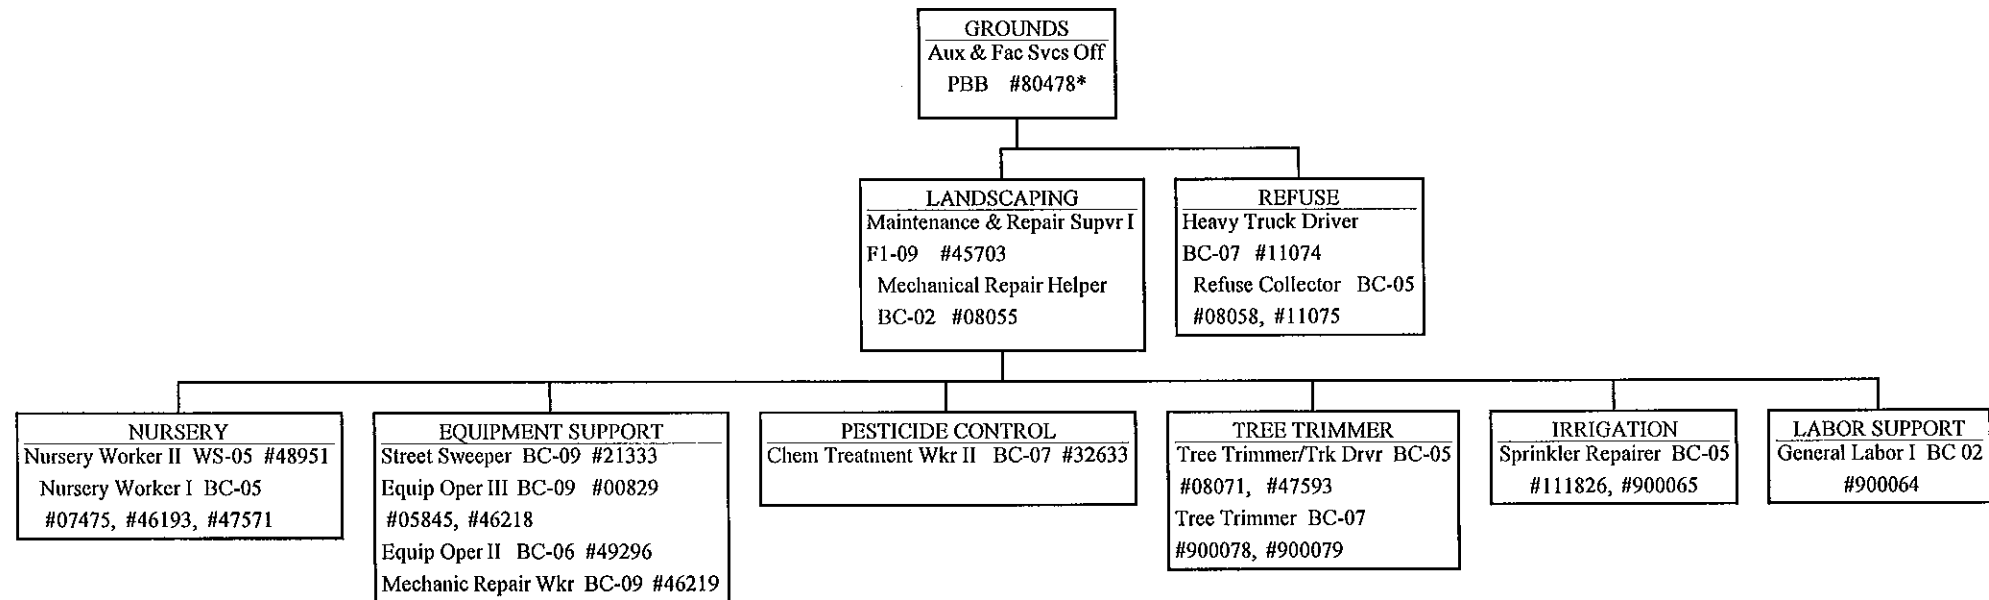 GROUNDS
Aux & Fac Svcs Off
PBB #80478*
LANDSCAPING
Maintenance & Repair Supvr I
F1-09 #45703
Mechanical Repair Helper
BC-02 #08055
REFUSE
Heavy Truck Driver
BC-07 #11074
Refuse Collector BC-05
#08058, #11075
NURSERY
Nursery Worker II WS-05 #48951
Nursery Worker I BC-05
#07475, #46193, #47571
EQUIPMENT SUPPORT
Street Sweeper BC-09 #21333
Equip Oper III BC-09 #00829
#05845, #46218
Equip Oper II BC-06 #49296
Mechanic Repair Wkr BC-09 #46219
PESTICIDE CONTROL
Chem Treatment Wkr II BC-07 #32633
TREE TRIMMER
Tree Trimmer/Trk Drvr BC-05
#08071, #47593
Tree Trimmer BC-07
#900078, #900079
IRRIGATION
Sprinkler Repairer BC-05
#111826, #900065
LABOR SUPPORT
General Labor I BC 02
#900064